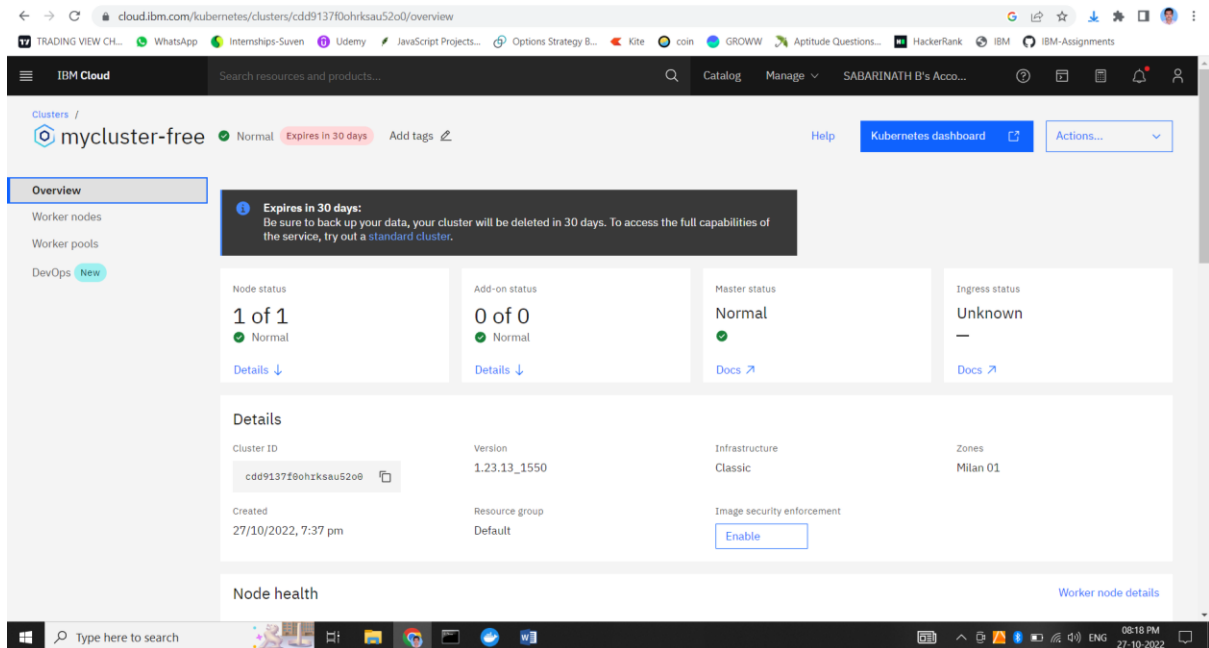 cloud.ibm.com/kubernetes/clusters/cdd9137f0ohrksau52o0/overview
TRADING VIEW CH... WhatsApp Internships-Suven Udemy JavaScript Projects... Options Strategy B... Kite coin GROWW Aptitude Questions... HackerRank IBM IBM-Assignments
IBM Cloud Search resources and products... Catalog Manage SABARINATH B's Acco...
Clusters /
mycluster-free Normal Expires in 30 days Add tags Help Kubernetes dashboard Actions...
Overview
Worker nodes
Worker pools
DevOps New
Expires in 30 days:
Be sure to back up your data, your cluster will be deleted in 30 days. To access the full capabilities of
the service, try out a standard cluster.
Node status Add-on status Master status Ingress status
1 of 1 0 of 0 Normal Unknown
Normal Normal —
Details ↓ Details ↓ Docs ↗ Docs ↗
Details
Cluster ID Version Infrastructure Zones
cdd9137f0ohrksau52o0 1.23.13_1550 Classic Milan 01
Created Resource group Image security enforcement
27/10/2022, 7:37 pm Default Enable
Node health Worker node details
Type here to search ENG 08:18 PM
27-10-2022